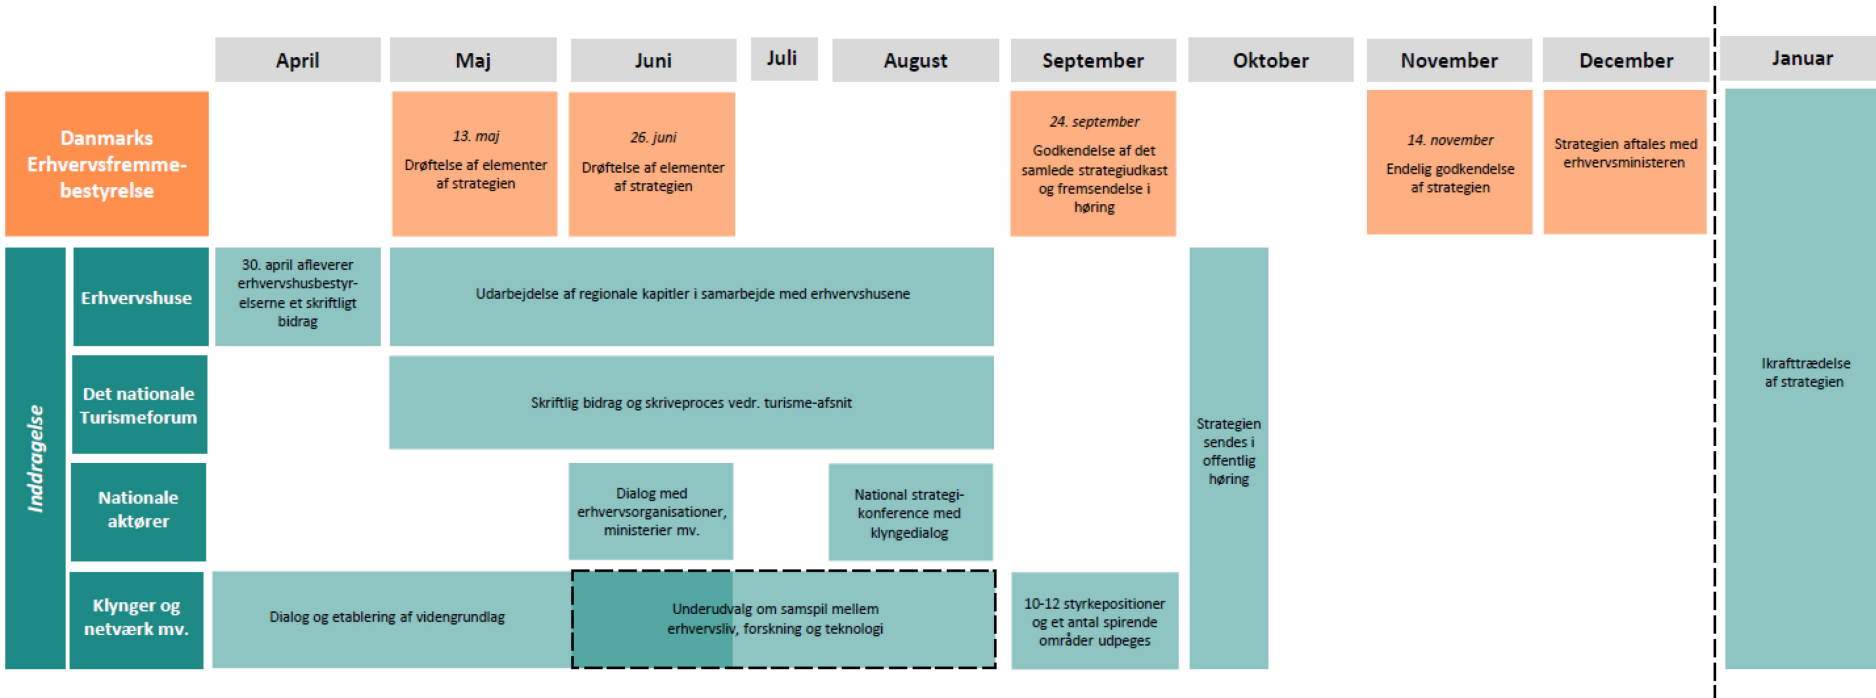 April
Maj
Juni
Juli
August
September
Oktober
November
December
Januar
Danmarks
Erhvervsfremme-
bestyrelse
13. maj
Drøftelse af elementer
af strategien
26. juni
Drøftelse af elementer
af strategien
24. september
Godkendelse af det
samlede strategiudkast
og fremsendelse i
høring
14. november
Endelig godkendelse
af strategien
Strategien aftales med
erhvervsministeren
Inddragelse
Erhvervshuse
30. april afleverer
erhvervshusbestyr-
elserne et skriftligt
bidrag
Udarbejdelse af regionale kapitler i samarbejde med erhvervshusene
Det nationale
Turismeforum
Skriftlig bidrag og skriveproces vedr. turisme-afsnit
Nationale
aktører
Dialog med
erhvervsorganisationer,
ministerier mv.
National strategi-
konference med
klyngedialog
Klynger og
netværk mv.
Dialog og etablering af videngrundlag
Underudvalg om samspil mellem
erhvervsliv, forskning og teknologi
10-12 styrkepositioner
og et antal spirende
områder udpeges
Strategien
sendes i
offentlig
høring
Ikrafttrædelse
af strategien